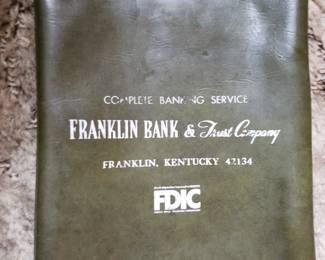 COMPLETE BANKING SERVICE
FRANKLIN BANK & Trust Company
FRANKLIN, KENTUCKY 42134
FDIC